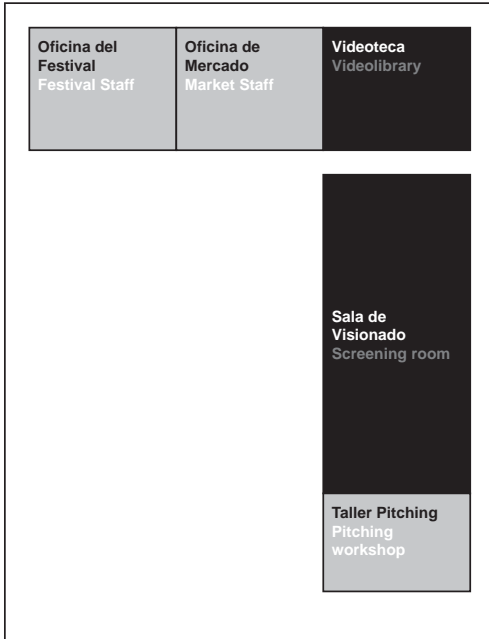 Oficina del
Festival
Festival Staff
Oficina de
Mercado
Market Staff
Videoteca
Videolibrary
Sala de
Visionado
Screening room
Taller Pitching
Pitching
workshop